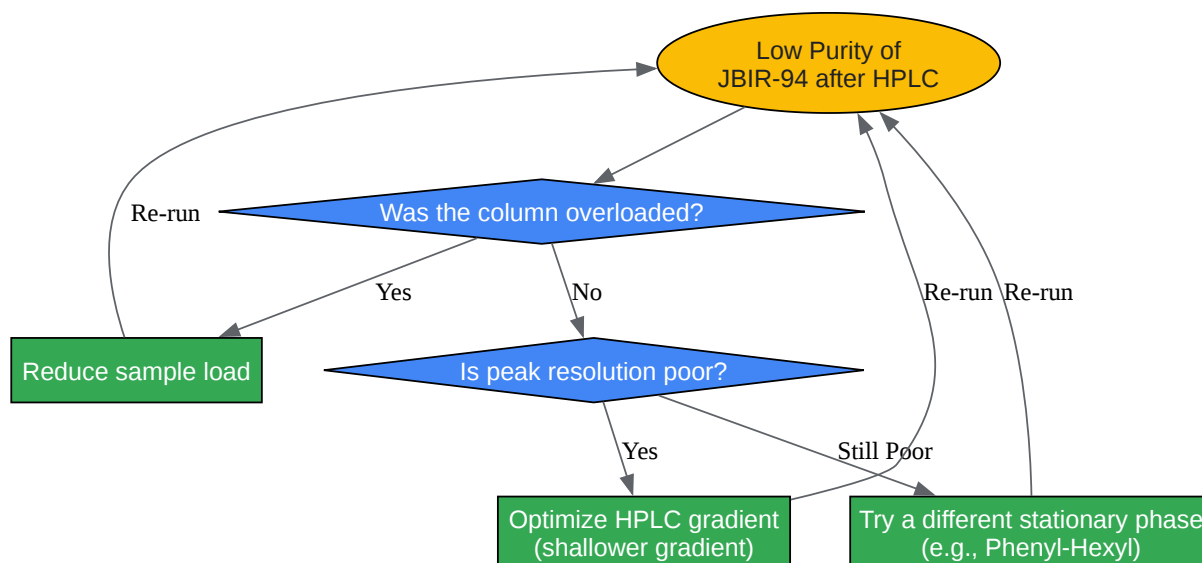 Low Purity of
JBIR-94 after HPLC
Re-run
Was the column overloaded?
Yes
No
Re-run
Re-run
Reduce sample load
Is peak resolution poor?
Yes
Still Poor
Optimize HPLC gradient
(shallower gradient)
Try a different stationary phase
(e.g., Phenyl-Hexyl)